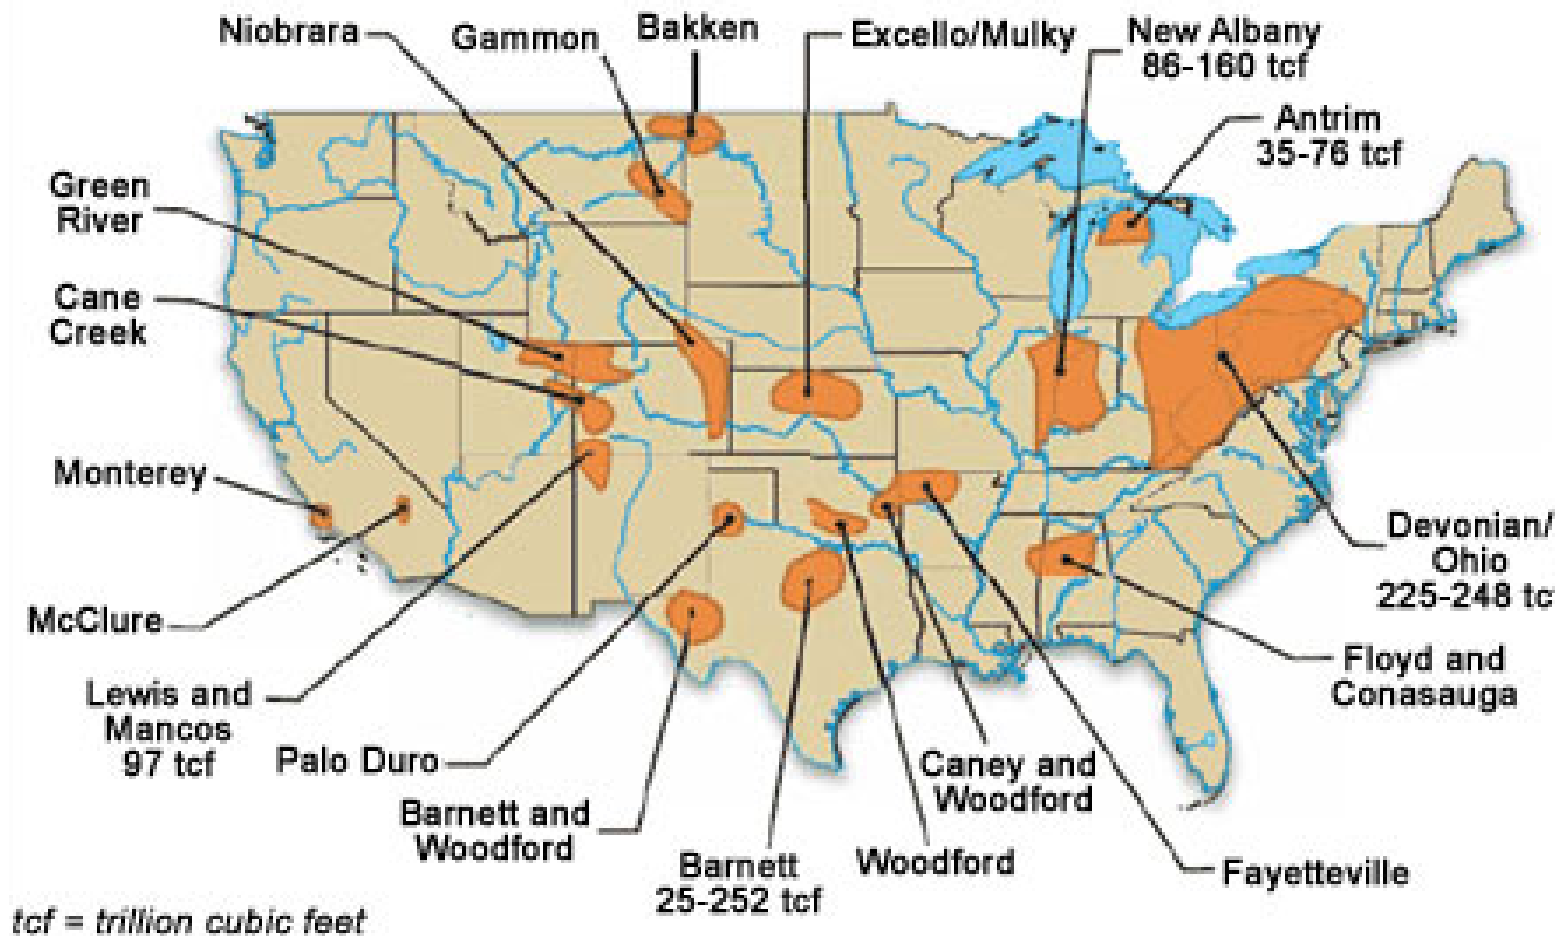 Niobrara
Gammon
Bakken
Excello/Mulky
New Albany
86-160 tcf
Antrim
35-76 tcf
Green
River
Cane
Creek
Monterey
McClure
Lewis and
Mancos
97 tcf
Palo Duro
Barnett and
Woodford
Barnett
25-252 tcf
Woodford
Caney and
Woodford
Fayetteville
Floyd and
Conasauga
Devonian/
Ohio
225-248 tc
tcf = trillion cubic feet